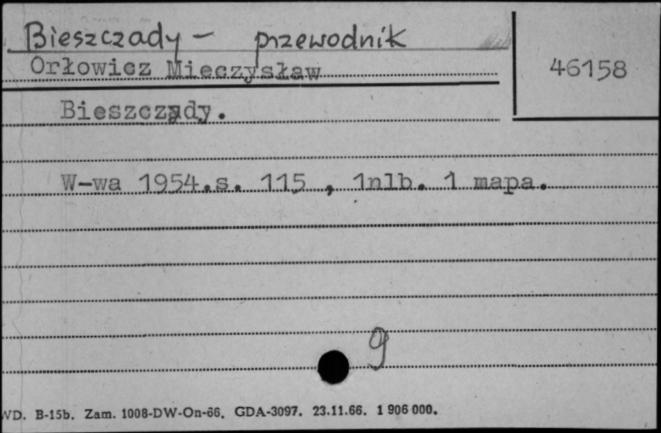 Bieszczady - przewodnik
46158
Orłowicz Mieczysław
Bieszczady.
W-wa 1954.s. 115 , 1nlb. 1 mapa.
9
WD. B-15b. Zam. 1008-DW-On-66. GDA-3097. 23.11.66. 1 906 000.